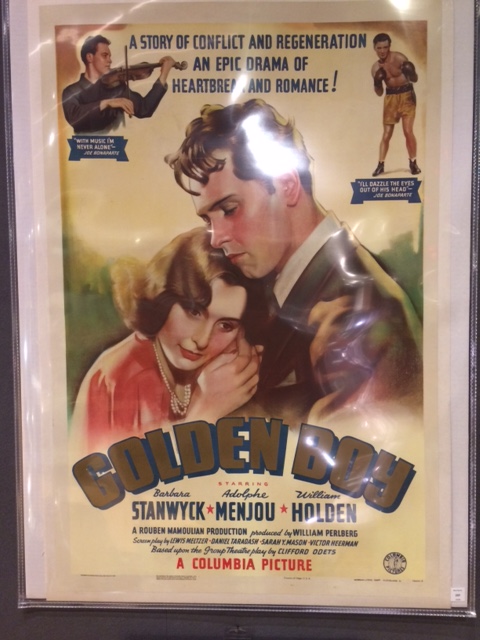 A STORY OF CONFLICT AND REGENERATION
AN EPIC DRAMA OF
HEARTBREAK AND ROMANCE!
"WITH MUSIC I'M
NEVER ALONE"-
JOE BONAPARTE
"I'LL DAZZLE THE EYES
OUT OF HIS HEAD"-
JOE BONAPARTE
GOLDEN BOY
STARRING
Barbara Adolphe William
STANWYCK ★ MENJOU ★ HOLDEN
A ROUBEN MAMOULIAN PRODUCTION produced by WILLIAM PERLBERG
Screen play by LEWIS MELTZER · DANIEL TARADASH · SARAH Y. MASON · VICTOR HEERMAN
Based upon the Group Theatre play by CLIFFORD ODETS
A COLUMBIA PICTURE